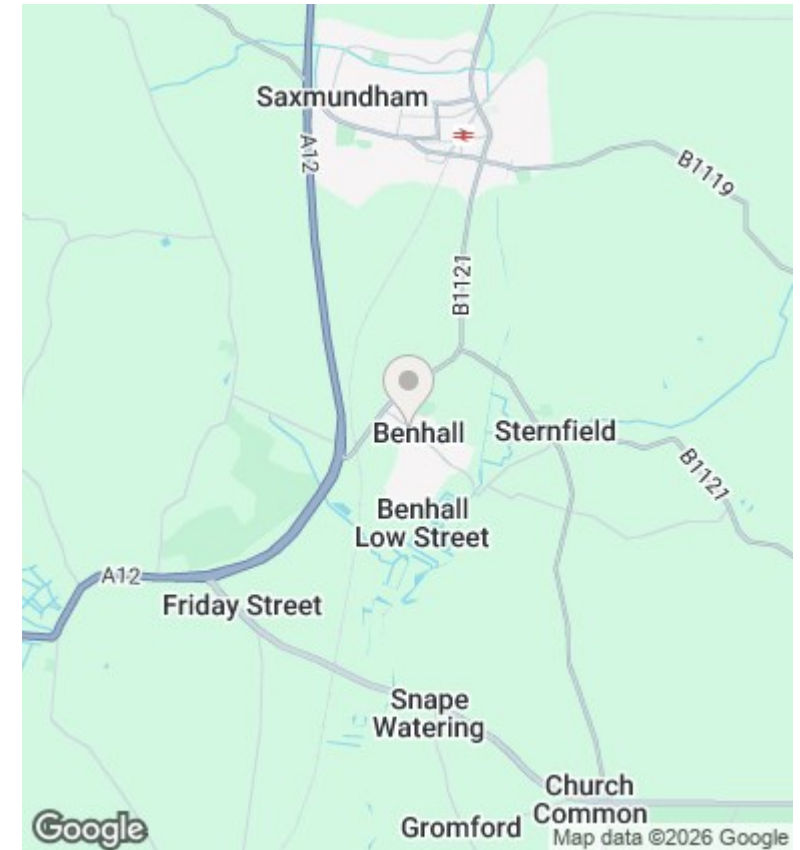 Saxmundham
A12
B1119
B1121
Benhall
Sternfield
B1121
Benhall
Low Street
A12
Friday Street
Snape
Watering
Church
Common
Gromford
Google
Map data ©2026 Google